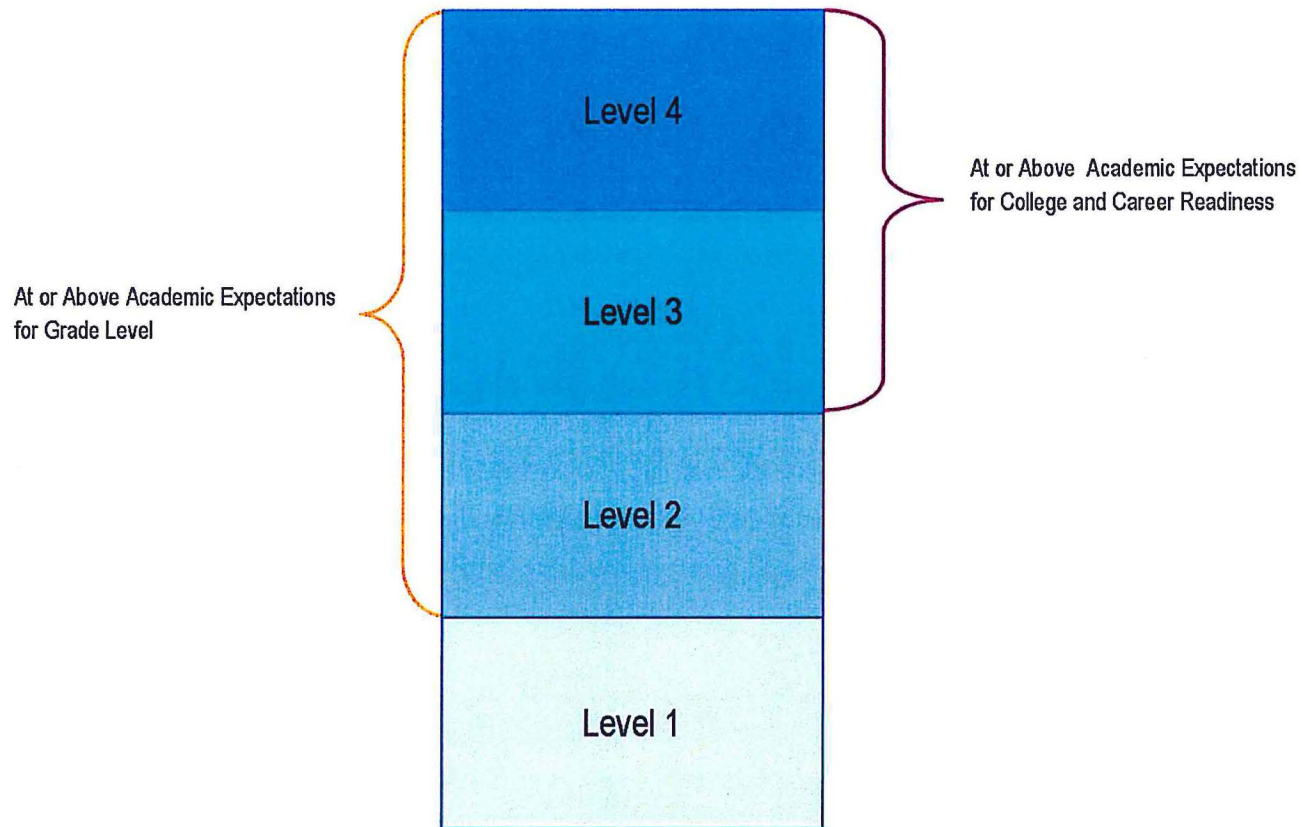 Level 4
At or Above Academic Expectations
for College and Career Readiness
At or Above Academic Expectations
for Grade Level
Level 3
Level 2
Level 1